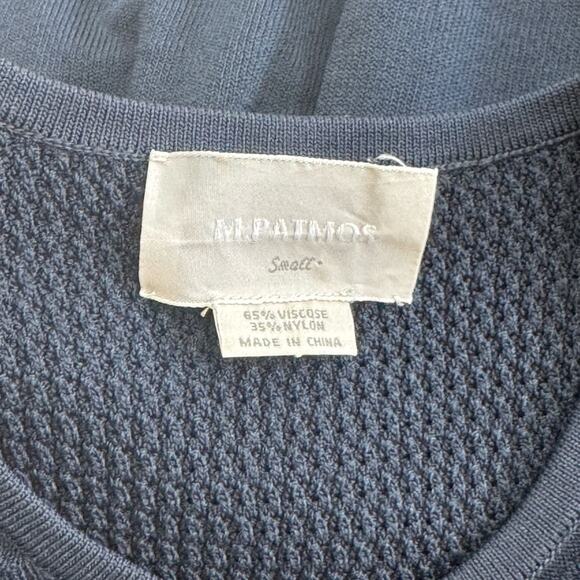 M.PATMOS
Small
65% VISCOSE
35% NYLON
MADE IN CHINA